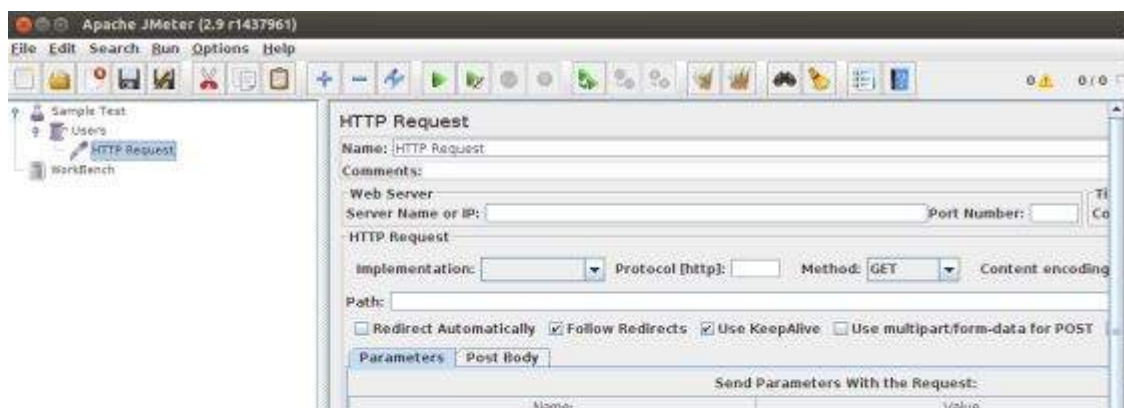 Apache JMeter (2.9 r1437961)
File Edit Search Run Options Help
0 0 / 0
Sample Test
Users
HTTP Request
WorkBench
HTTP Request
Name: HTTP Request
Comments:
Web Server
Ti
Server Name or IP: Port Number: Co
HTTP Request
Implementation: Protocol [http]: Method: GET Content encoding
Path:
Redirect Automatically Follow Redirects Use KeepAlive Use multipart/form-data for POST
Parameters Post Body
Send Parameters With the Request:
Name: Value